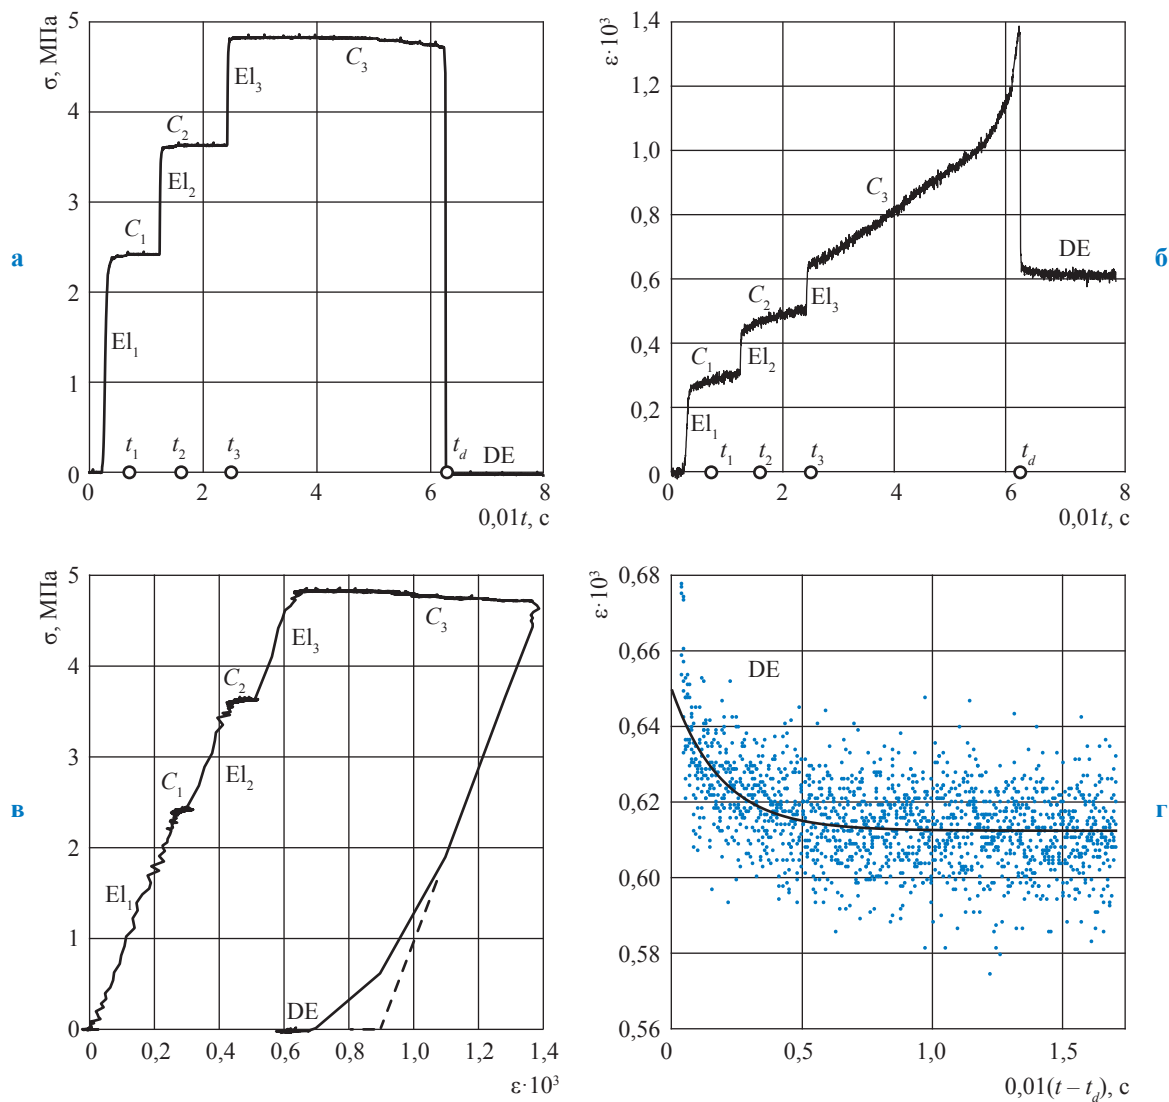 а
σ, МПа
5
4
3
2
1
0
El₁
C₁
El₂
C₂
El₃
C₃
t₁
t₂
t₃
t_d
DE
0
2
4
6
8
0,01t, с
б
ε·10³
1,4
1,2
1,0
0,8
0,6
0,4
0,2
0
El₁
C₁
El₂
C₂
El₃
C₃
DE
t₁
t₂
t₃
t_d
0
2
4
6
8
0,01t, с
в
σ, МПа
5
4
3
2
1
0
El₁
C₁
El₂
C₂
El₃
C₃
DE
0
0,2
0,4
0,6
0,8
1,0
1,2
1,4
ε·10³
г
ε·10³
0,68
0,66
0,64
0,62
0,60
0,58
0,56
DE
0
0,5
1,0
1,5
0,01(t – t_d), с